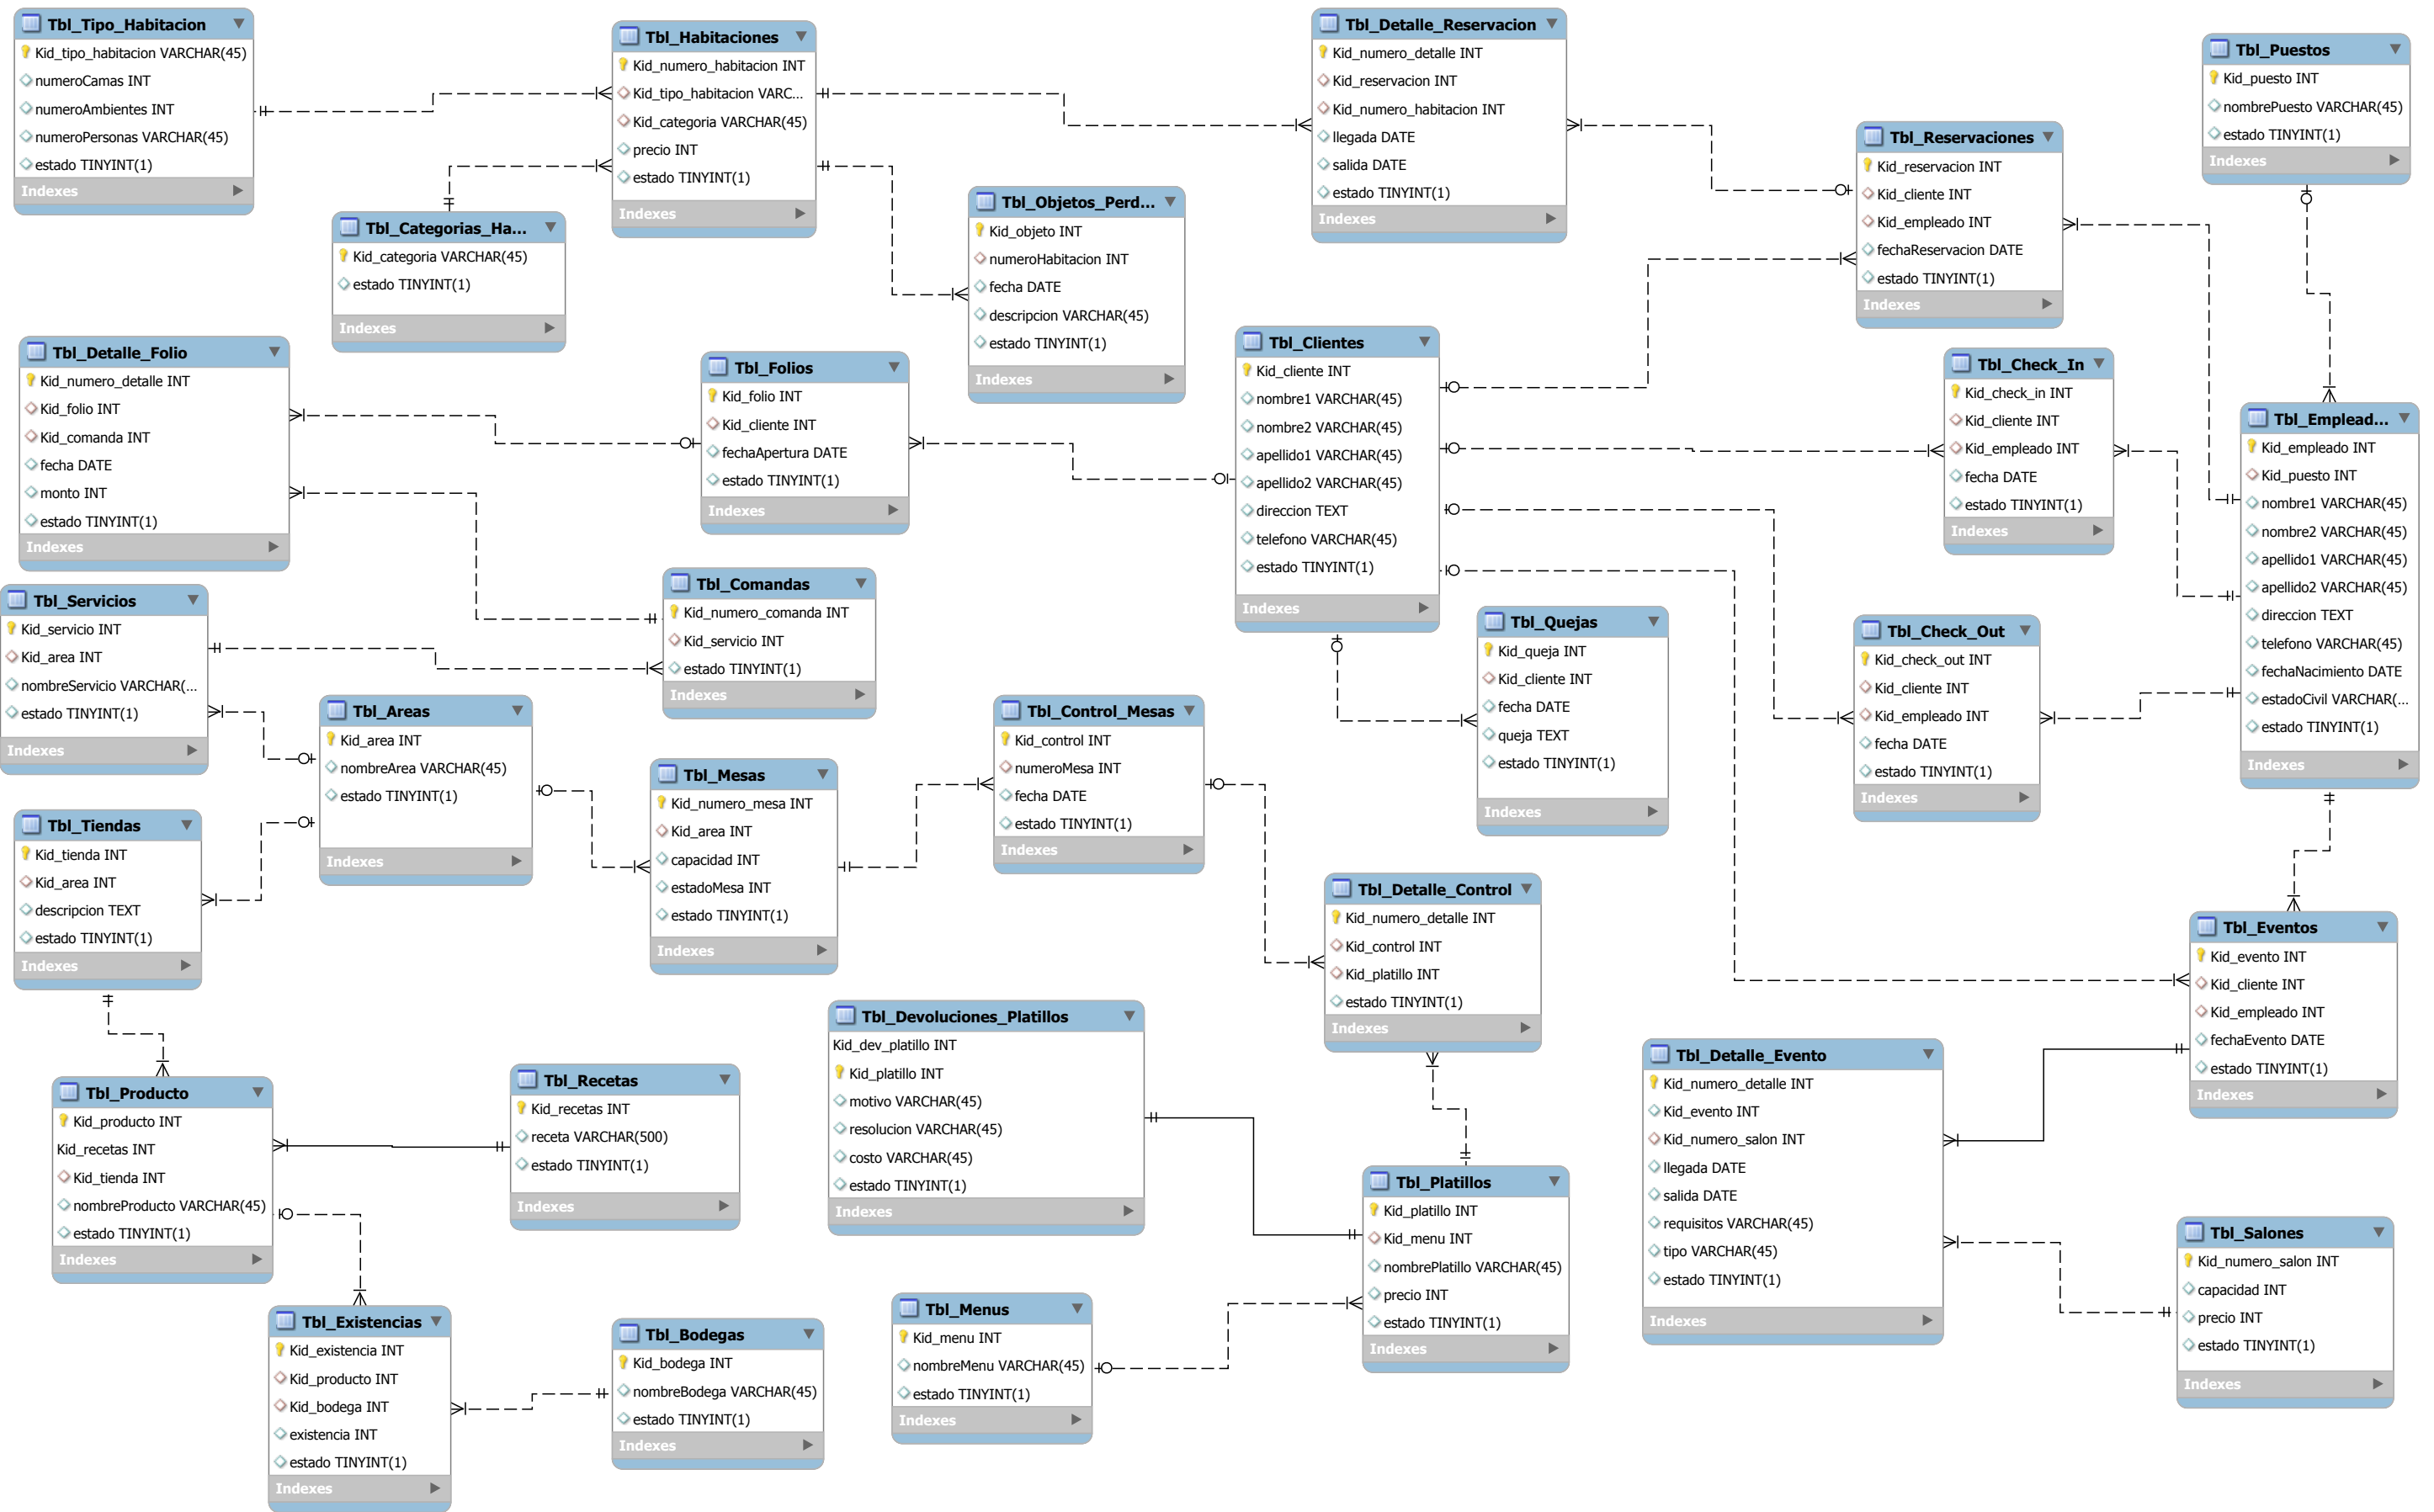 Tbl_Tipo_Habitacion
Kid_tipo_habitacion VARCHAR(45)
numeroCamas INT
numeroAmbientes INT
numeroPersonas VARCHAR(45)
estado TINYINT(1)
Indexes
Tbl_Habitaciones
Kid_numero_habitacion INT
Kid_tipo_habitacion VARC...
Kid_categoria VARCHAR(45)
precio INT
estado TINYINT(1)
Indexes
Tbl_Detalle_Reservacion
Kid_numero_detalle INT
Kid_reservacion INT
Kid_numero_habitacion INT
llegada DATE
salida DATE
estado TINYINT(1)
Indexes
Tbl_Puestos
Kid_puesto INT
nombrePuesto VARCHAR(45)
estado TINYINT(1)
Indexes
Tbl_Reservaciones
Kid_reservacion INT
Kid_cliente INT
Kid_empleado INT
fechaReservacion DATE
estado TINYINT(1)
Indexes
Tbl_Categorias_Ha...
Kid_categoria VARCHAR(45)
estado TINYINT(1)
Indexes
Tbl_Objetos_Perd...
Kid_objeto INT
numeroHabitacion INT
fecha DATE
descripcion VARCHAR(45)
estado TINYINT(1)
Indexes
Tbl_Detalle_Folio
Kid_numero_detalle INT
Kid_folio INT
Kid_comanda INT
fecha DATE
monto INT
estado TINYINT(1)
Indexes
Tbl_Folios
Kid_folio INT
Kid_cliente INT
fechaApertura DATE
estado TINYINT(1)
Indexes
Tbl_Clientes
Kid_cliente INT
nombre1 VARCHAR(45)
nombre2 VARCHAR(45)
apellido1 VARCHAR(45)
apellido2 VARCHAR(45)
direccion TEXT
telefono VARCHAR(45)
estado TINYINT(1)
Indexes
Tbl_Check_In
Kid_check_in INT
Kid_cliente INT
Kid_empleado INT
fecha DATE
estado TINYINT(1)
Indexes
Tbl_Emplead...
Kid_empleado INT
Kid_puesto INT
nombre1 VARCHAR(45)
nombre2 VARCHAR(45)
apellido1 VARCHAR(45)
apellido2 VARCHAR(45)
direccion TEXT
telefono VARCHAR(45)
fechaNacimiento DATE
estadoCivil VARCHAR(...
estado TINYINT(1)
Indexes
Tbl_Servicios
Kid_servicio INT
Kid_area INT
nombreServicio VARCHAR(...
estado TINYINT(1)
Indexes
Tbl_Comandas
Kid_numero_comanda INT
Kid_servicio INT
estado TINYINT(1)
Indexes
Tbl_Quejas
Kid_queja INT
Kid_cliente INT
fecha DATE
queja TEXT
estado TINYINT(1)
Indexes
Tbl_Check_Out
Kid_check_out INT
Kid_cliente INT
Kid_empleado INT
fecha DATE
estado TINYINT(1)
Indexes
Tbl_Areas
Kid_area INT
nombreArea VARCHAR(45)
estado TINYINT(1)
Indexes
Tbl_Mesas
Kid_numero_mesa INT
Kid_area INT
capacidad INT
estadoMesa INT
estado TINYINT(1)
Indexes
Tbl_Control_Mesas
Kid_control INT
numeroMesa INT
fecha DATE
estado TINYINT(1)
Indexes
Tbl_Tiendas
Kid_tienda INT
Kid_area INT
descripcion TEXT
estado TINYINT(1)
Indexes
Tbl_Detalle_Control
Kid_numero_detalle INT
Kid_control INT
Kid_platillo INT
estado TINYINT(1)
Indexes
Tbl_Eventos
Kid_evento INT
Kid_cliente INT
Kid_empleado INT
fechaEvento DATE
estado TINYINT(1)
Indexes
Tbl_Devoluciones_Platillos
Kid_dev_platillo INT
Kid_platillo INT
motivo VARCHAR(45)
resolucion VARCHAR(45)
costo VARCHAR(45)
estado TINYINT(1)
Indexes
Tbl_Detalle_Evento
Kid_numero_detalle INT
Kid_evento INT
Kid_numero_salon INT
llegada DATE
salida DATE
requisitos VARCHAR(45)
tipo VARCHAR(45)
estado TINYINT(1)
Indexes
Tbl_Producto
Kid_producto INT
Kid_recetas INT
Kid_tienda INT
nombreProducto VARCHAR(45)
estado TINYINT(1)
Indexes
Tbl_Recetas
Kid_recetas INT
receta VARCHAR(500)
estado TINYINT(1)
Indexes
Tbl_Platillos
Kid_platillo INT
Kid_menu INT
nombrePlatillo VARCHAR(45)
precio INT
estado TINYINT(1)
Indexes
Tbl_Salones
Kid_numero_salon INT
capacidad INT
precio INT
estado TINYINT(1)
Indexes
Tbl_Existencias
Kid_existencia INT
Kid_producto INT
Kid_bodega INT
existencia INT
estado TINYINT(1)
Indexes
Tbl_Bodegas
Kid_bodega INT
nombreBodega VARCHAR(45)
estado TINYINT(1)
Indexes
Tbl_Menus
Kid_menu INT
nombreMenu VARCHAR(45)
estado TINYINT(1)
Indexes